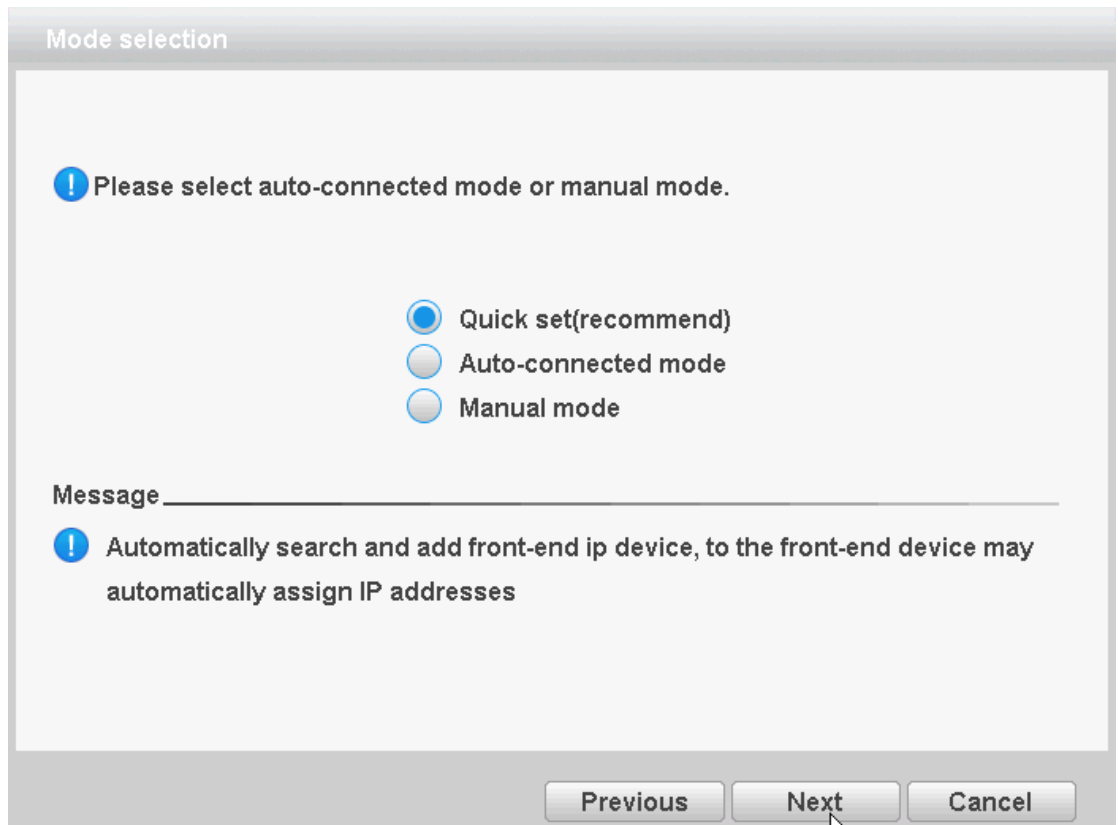 Mode selection
Please select auto-connected mode or manual mode.
Quick set(recommend)
Auto-connected mode
Manual mode
Message
Automatically search and add front-end ip device, to the front-end device may
automatically assign IP addresses
Previous Next Cancel